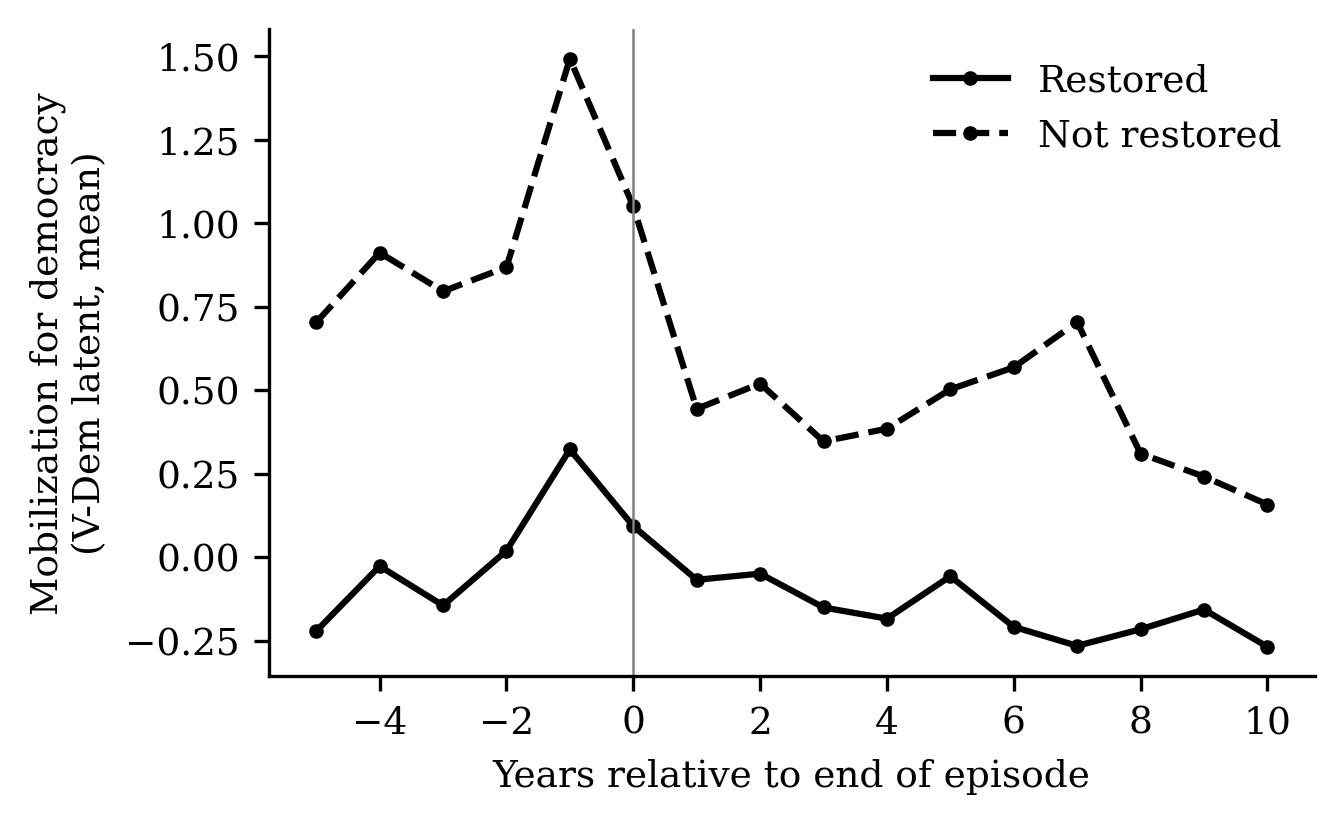 Mobilization for democracy
(V-Dem latent, mean)
1.50
1.25
1.00
0.75
0.50
0.25
0.00
−0.25
Restored
Not restored
−4 −2 0 2 4 6 8 10
Years relative to end of episode